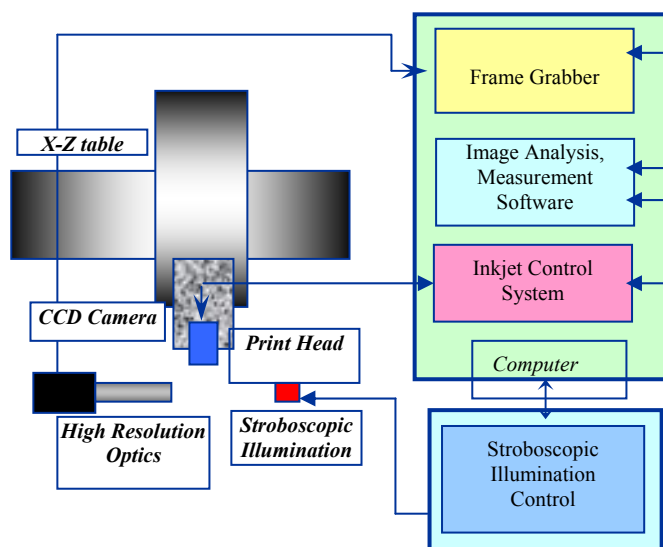 Frame Grabber
X-Z table
Image Analysis,
Measurement
Software
Inkjet Control
System
CCD Camera
Print Head
Computer
High Resolution
Optics
Stroboscopic
Illumination
Stroboscopic
Illumination
Control